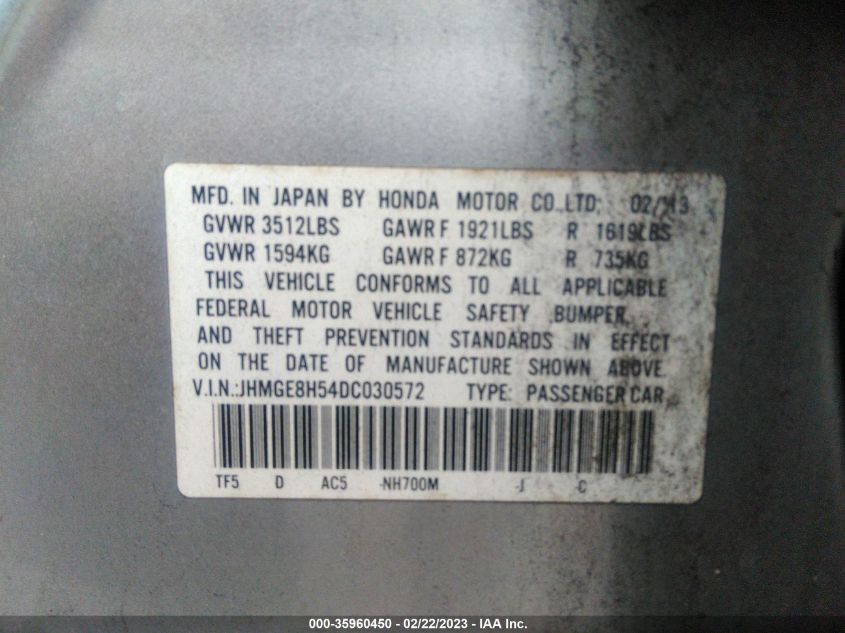 MFD. IN JAPAN BY HONDA MOTOR CO.,LTD. 02/13
GVWR 3512LBS GAWR F 1921LBS R 1619LBS
GVWR 1594KG GAWR F 872KG R 735KG
THIS VEHICLE CONFORMS TO ALL APPLICABLE
FEDERAL MOTOR VEHICLE SAFETY ,BUMPER,
AND THEFT PREVENTION STANDARDS IN EFFECT
ON THE DATE OF MANUFACTURE SHOWN ABOVE.
V.I.N.:JHMGE8H54DC030572 TYPE: PASSENGER CAR
TF5 D AC5 -NH700M -J -C
000-35960450 - 02/22/2023 - IAA Inc.